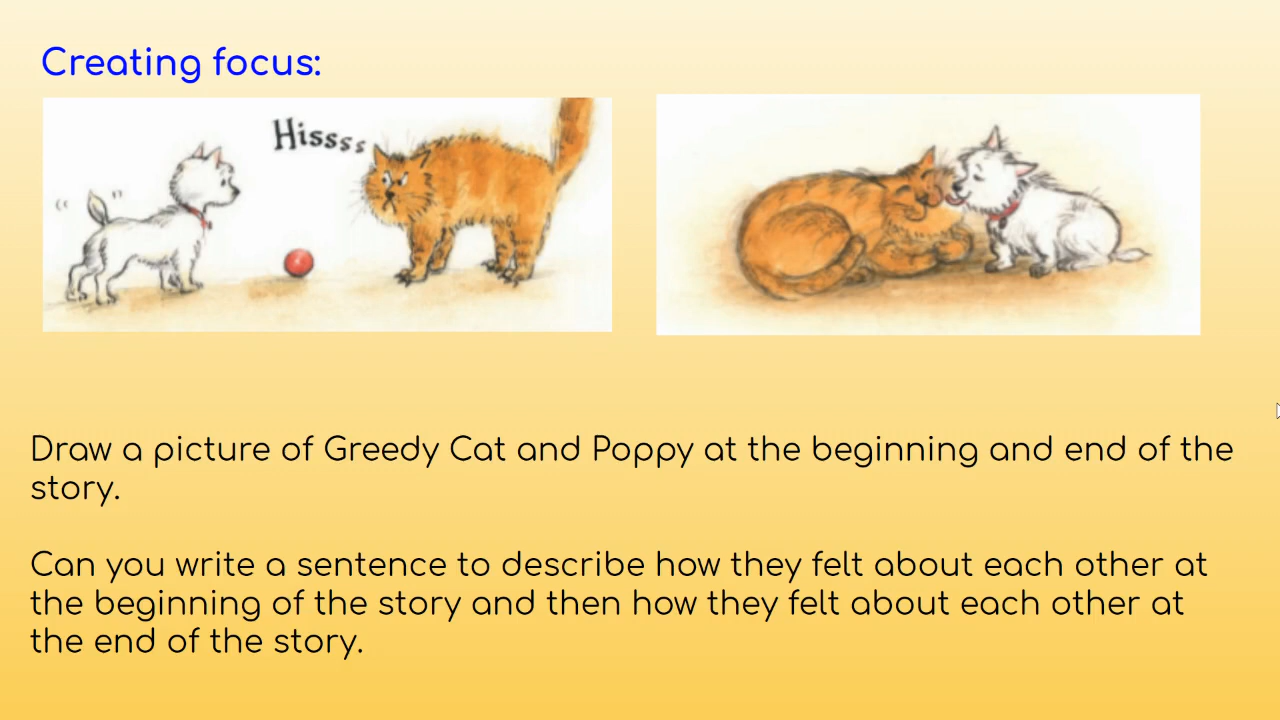 Creating focus:
Hissss
Draw a picture of Greedy Cat and Poppy at the beginning and end of the
story.
Can you write a sentence to describe how they felt about each other at
the beginning of the story and then how they felt about each other at
the end of the story.